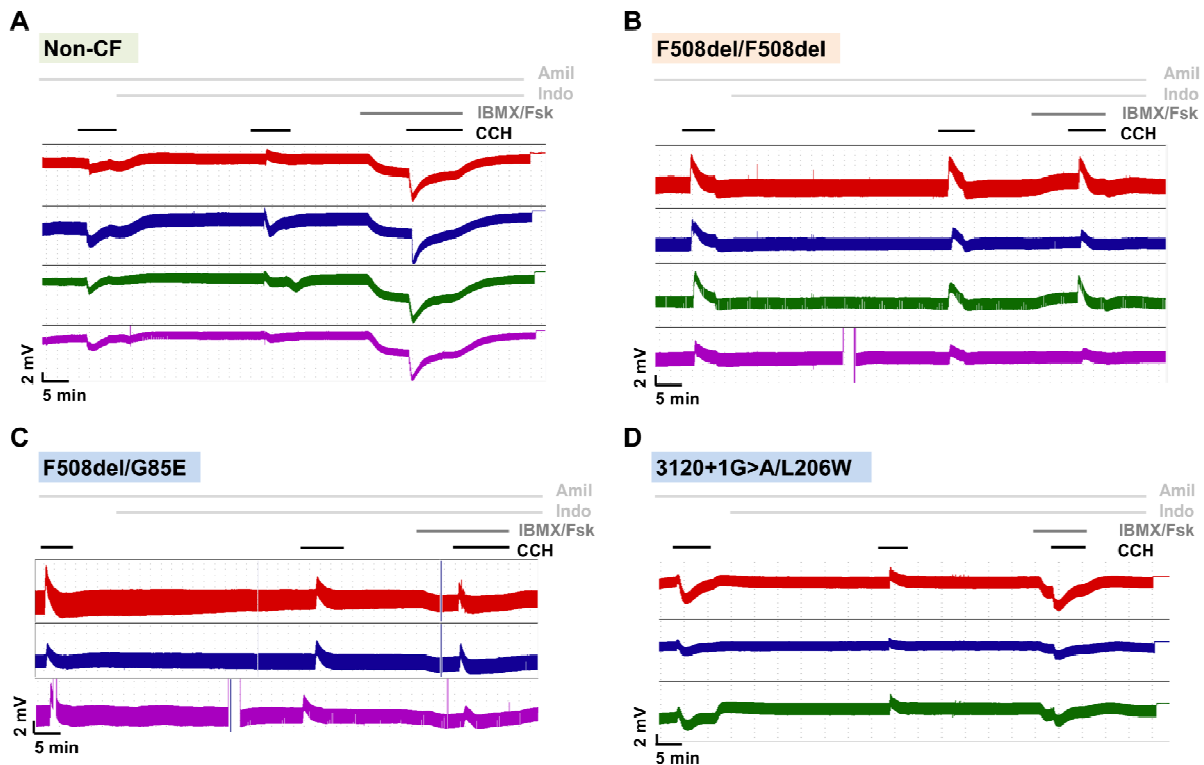 A
Non-CF
Amil
Indo
IBMX/Fsk
CCH
2 mV
5 min
B
F508del/F508del
Amil
Indo
IBMX/Fsk
CCH
2 mV
5 min
C
F508del/G85E
Amil
Indo
IBMX/Fsk
CCH
2 mV
5 min
D
3120+1G>A/L206W
Amil
Indo
IBMX/Fsk
CCH
2 mV
5 min